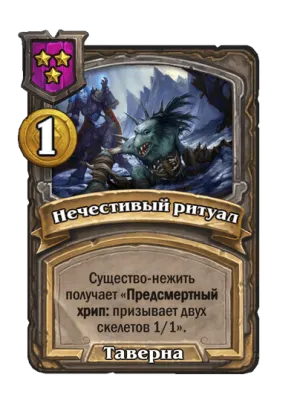 1
Нечестивый ритуал
Существо-нежить
получает «Предсмертный
хрип: призывает двух
скелетов 1/1».
Таверна